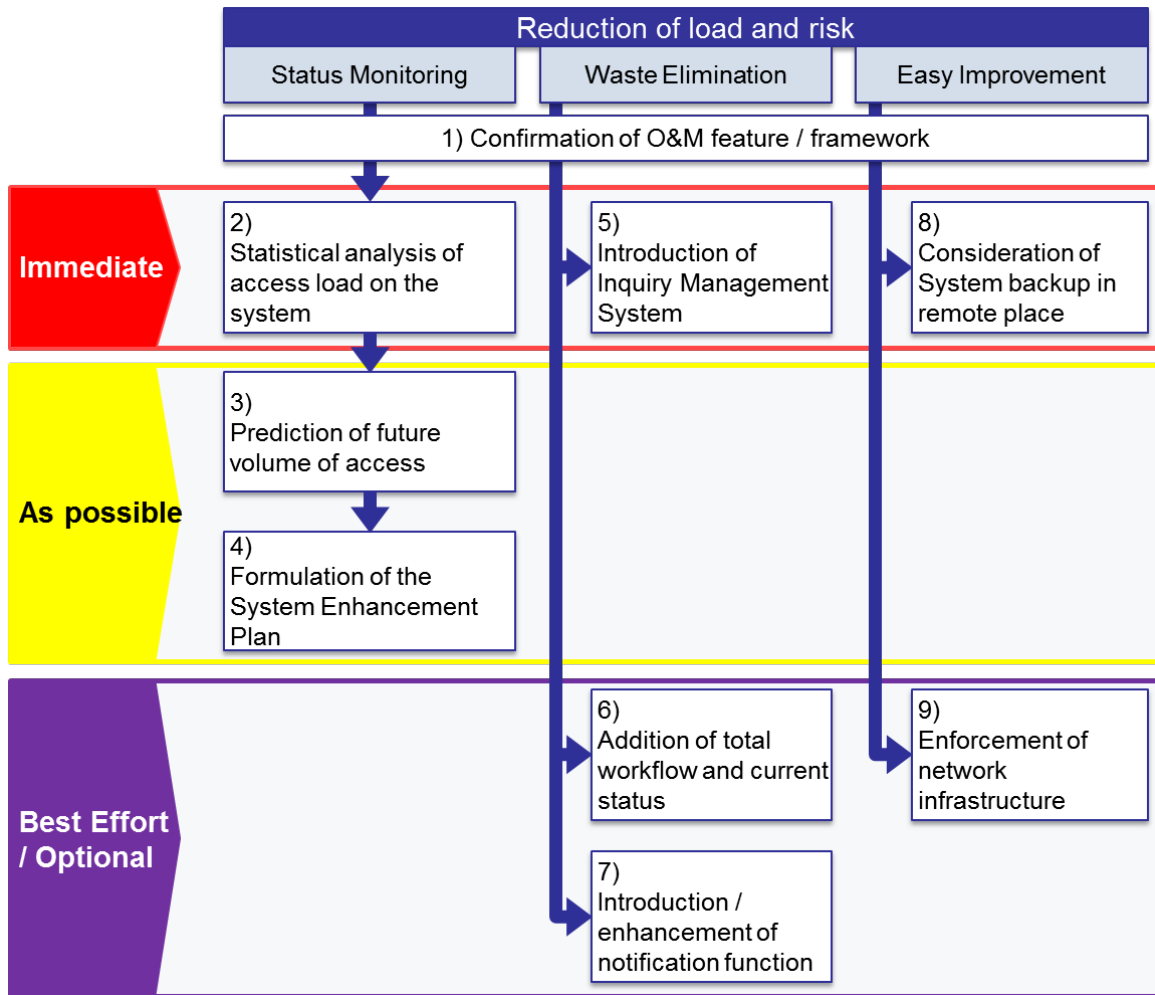 Reduction of load and risk
Status Monitoring
Waste Elimination
Easy Improvement
1) Confirmation of O&M feature / framework
Immediate
2)
Statistical analysis of
access load on the
system
5)
Introduction of
Inquiry Management
System
8)
Consideration of
System backup in
remote place
As possible
3)
Prediction of future
volume of access
4)
Formulation of the
System Enhancement
Plan
Best Effort
/ Optional
6)
Addition of total
workflow and current
status
9)
Enforcement of
network
infrastructure
7)
Introduction /
enhancement of
notification function